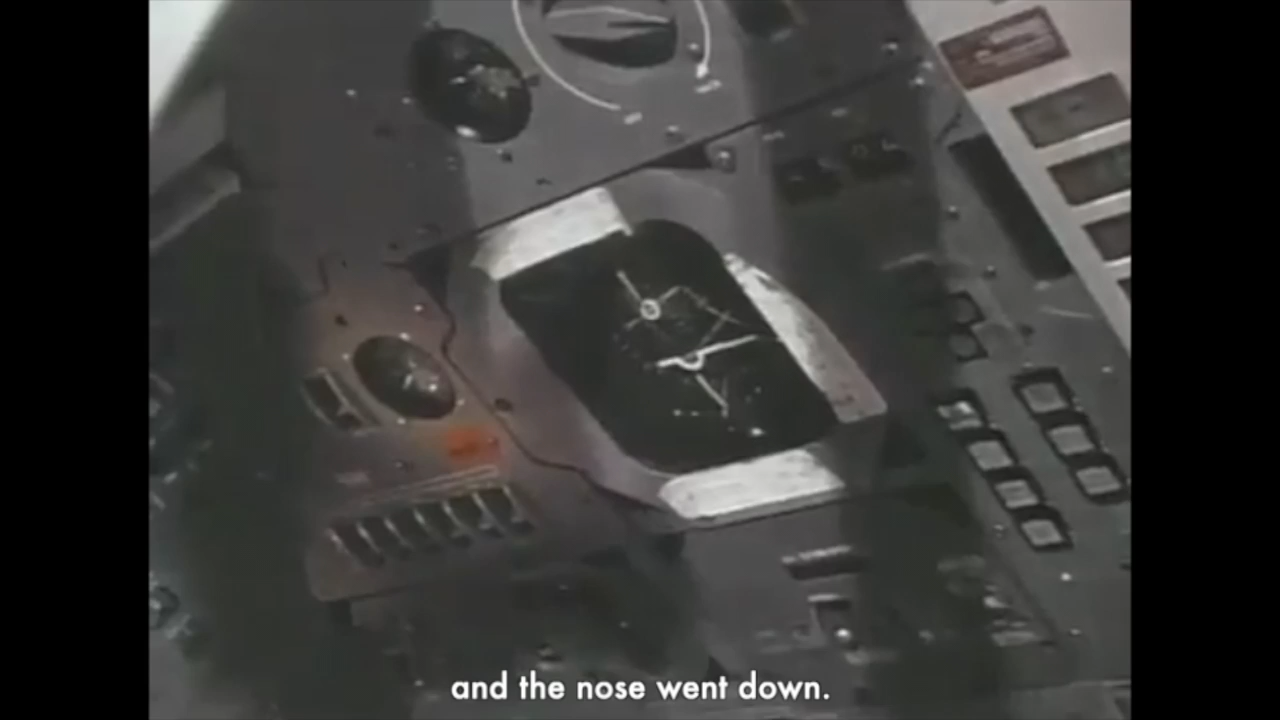 and the nose went down.